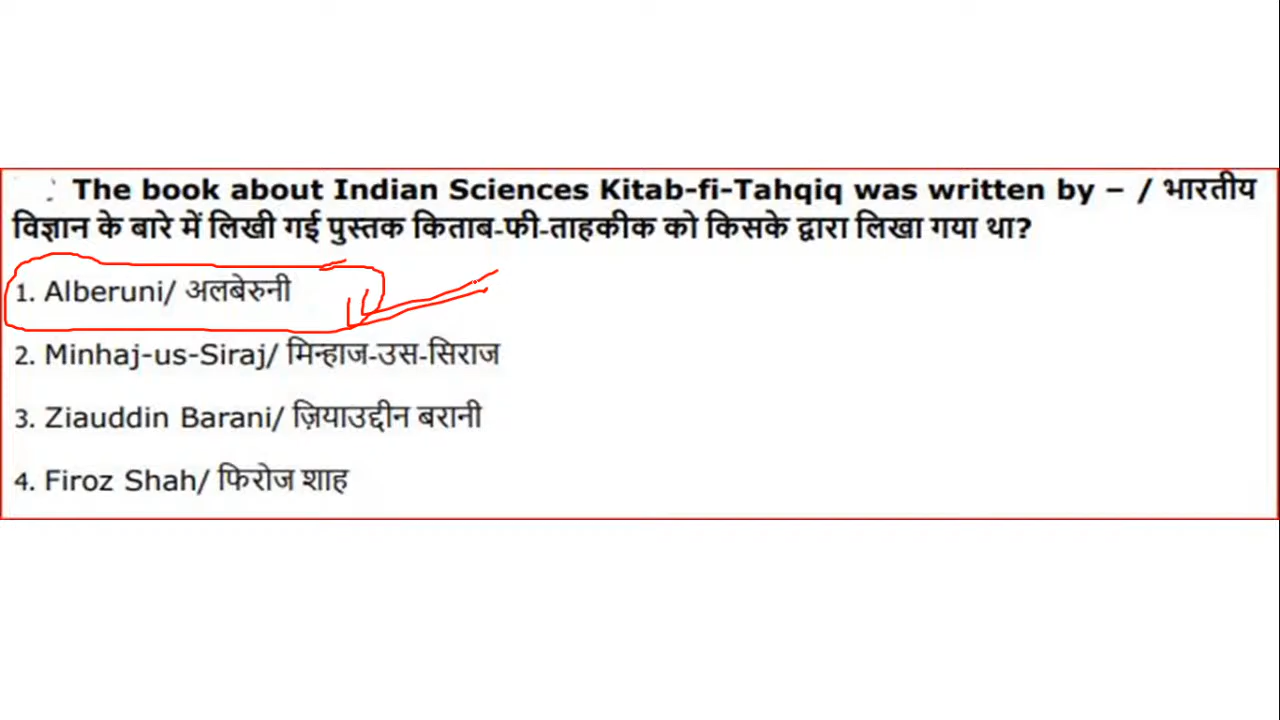 The book about Indian Sciences Kitab-fi-Tahqiq was written by – / भारतीय
विज्ञान के बारे में लिखी गई पुस्तक किताब-फी-ताहकीक को किसके द्वारा लिखा गया था?
1. Alberuni/ अलबेरुनी
2. Minhaj-us-Siraj/ मिन्हाज-उस-सिराज
3. Ziauddin Barani/ ज़ियाउद्दीन बरानी
4. Firoz Shah/ फिरोज शाह